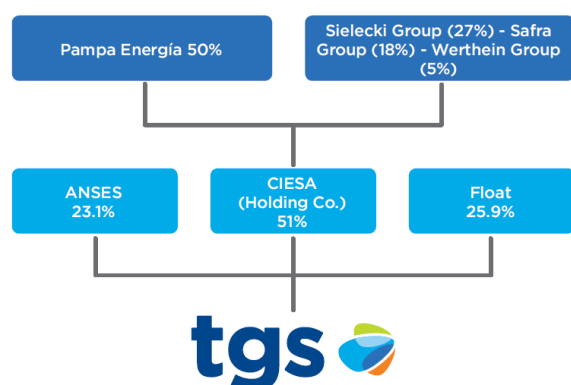 Pampa Energía 50%
Sielecki Group (27%) - Safra
Group (18%) - Werthein Group
(5%)
ANSES
23.1%
CIESA
(Holding Co.)
51%
Float
25.9%
tgs